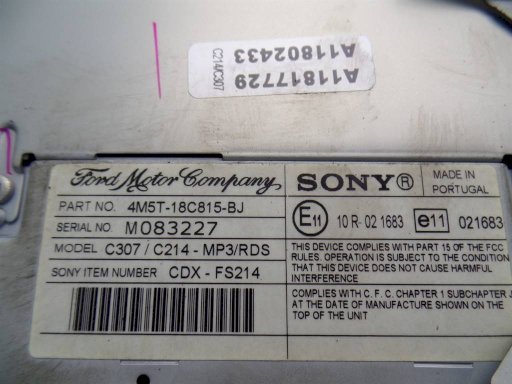 A11817729
A11802433
C214/C307
Ford Motor Company
SONY®
MADE IN
PORTUGAL
PART NO. 4M5T-18C815-BJ
SERIAL NO. M083227
MODEL C307 / C214 - MP3/RDS
SONY ITEM NUMBER CDX - FS214
E11 10 R- 02 1683 e11 021683
THIS DEVICE COMPLIES WITH PART 15 OF THE FCC
RULES. OPERATION IS SUBJECT TO THE CONDITION
THAT THIS DEVICE DOES NOT CAUSE HARMFUL
INTERFERENCE
COMPLIES WITH C. F. C. CHAPTER 1 SUBCHAPTER J
AT THE DATE OF MANUFACTURE SHOWN ON THE
TOP OF THE UNIT